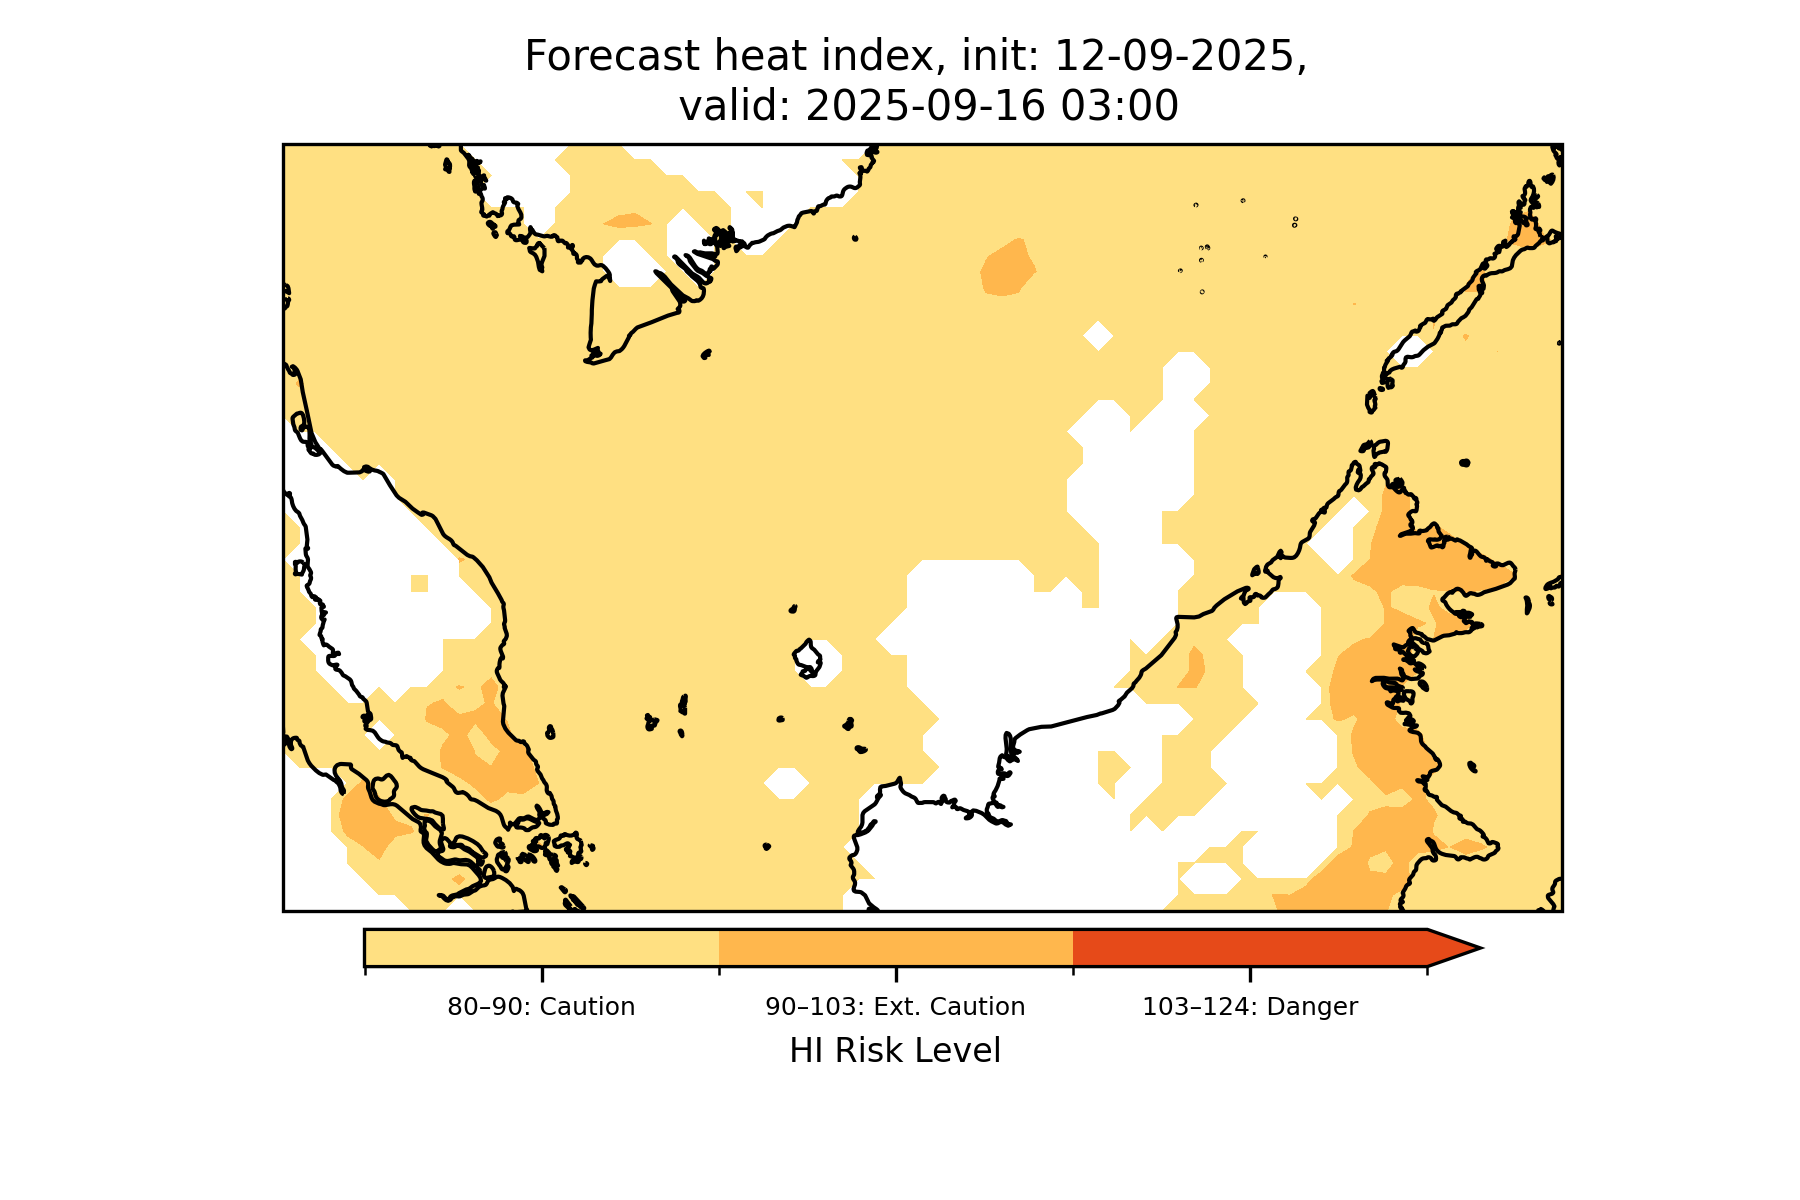 Forecast heat index, init: 12-09-2025,
valid: 2025-09-16 03:00
80–90: Caution
90–103: Ext. Caution
103–124: Danger
HI Risk Level